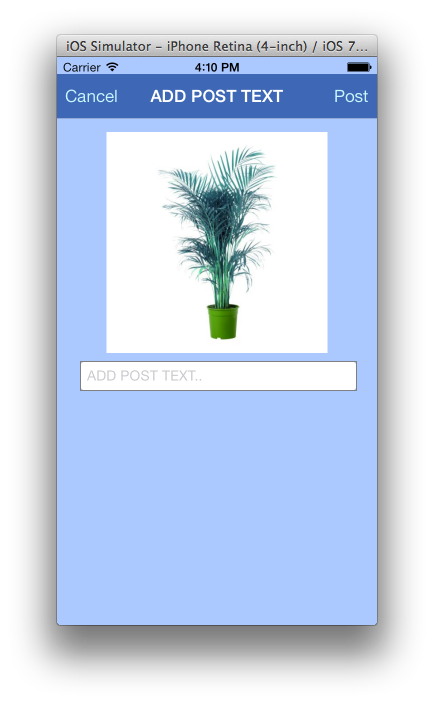 iOS Simulator – iPhone Retina (4-inch) / iOS 7...
Carrier 4:10 PM
Cancel ADD POST TEXT Post
ADD POST TEXT..